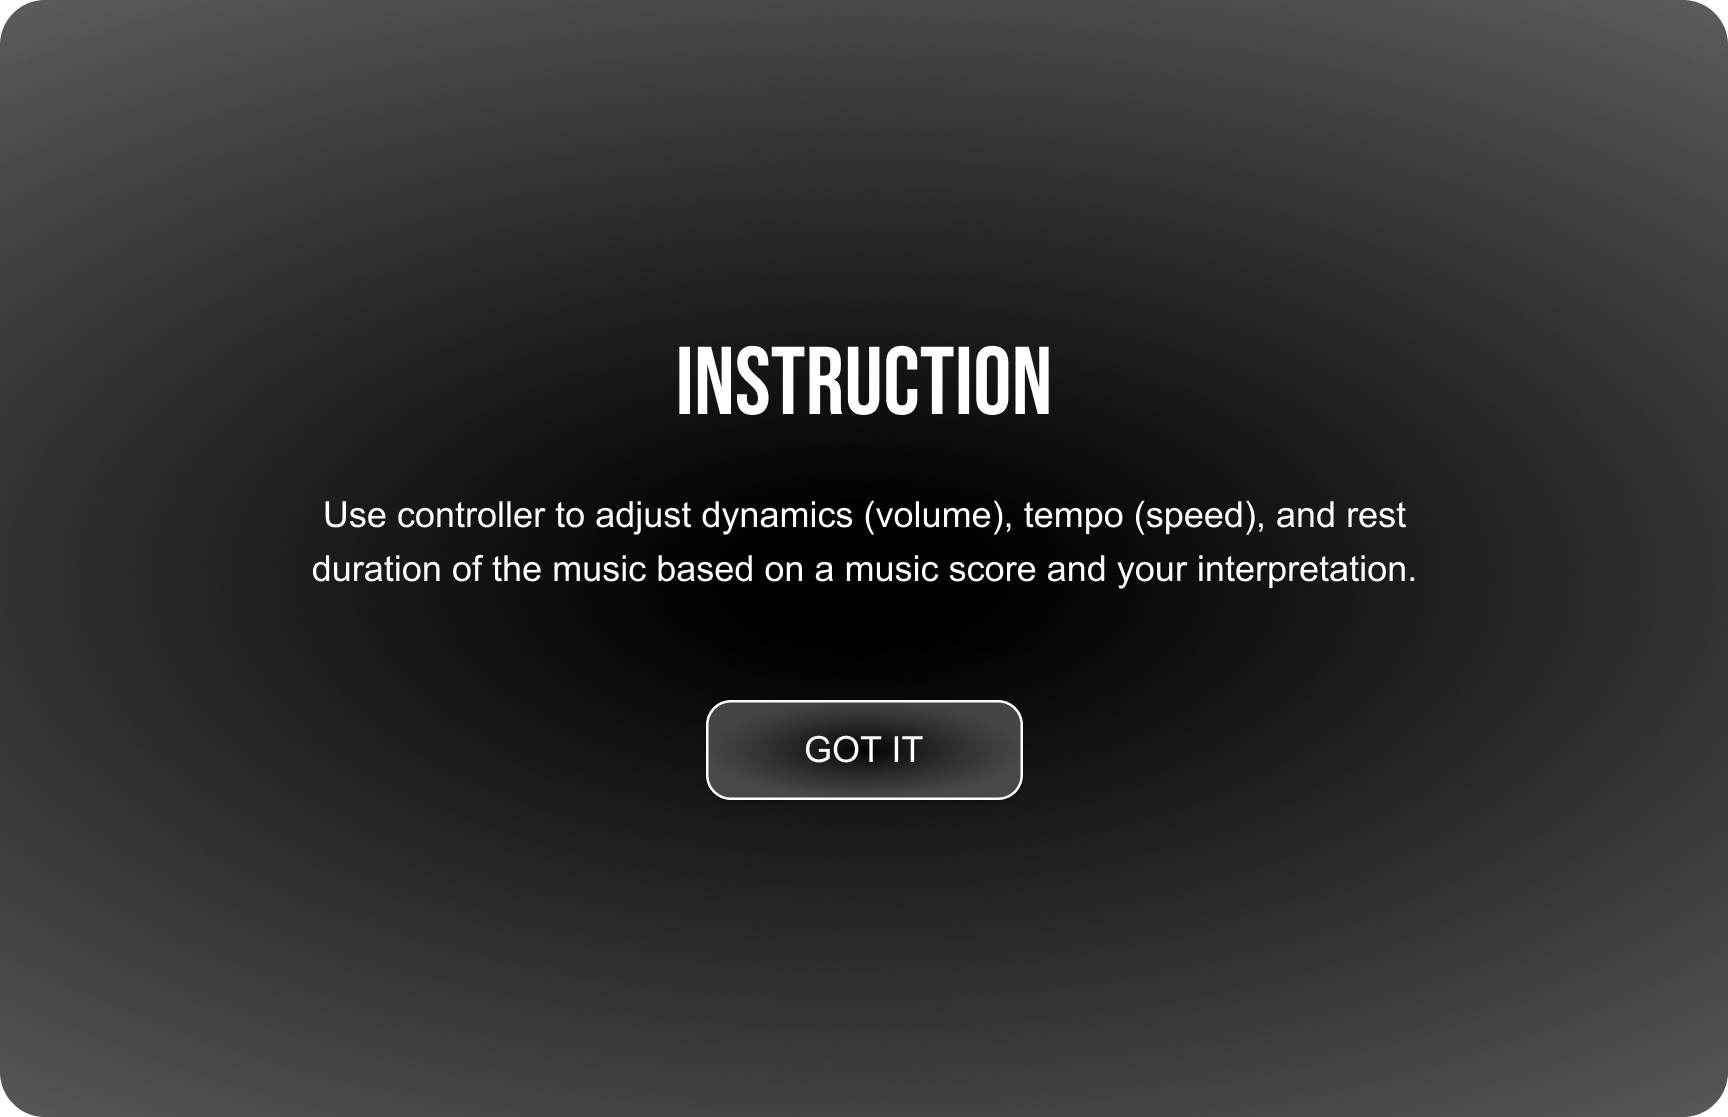 INSTRUCTION
Use controller to adjust dynamics (volume), tempo (speed), and rest
duration of the music based on a music score and your interpretation.
GOT IT